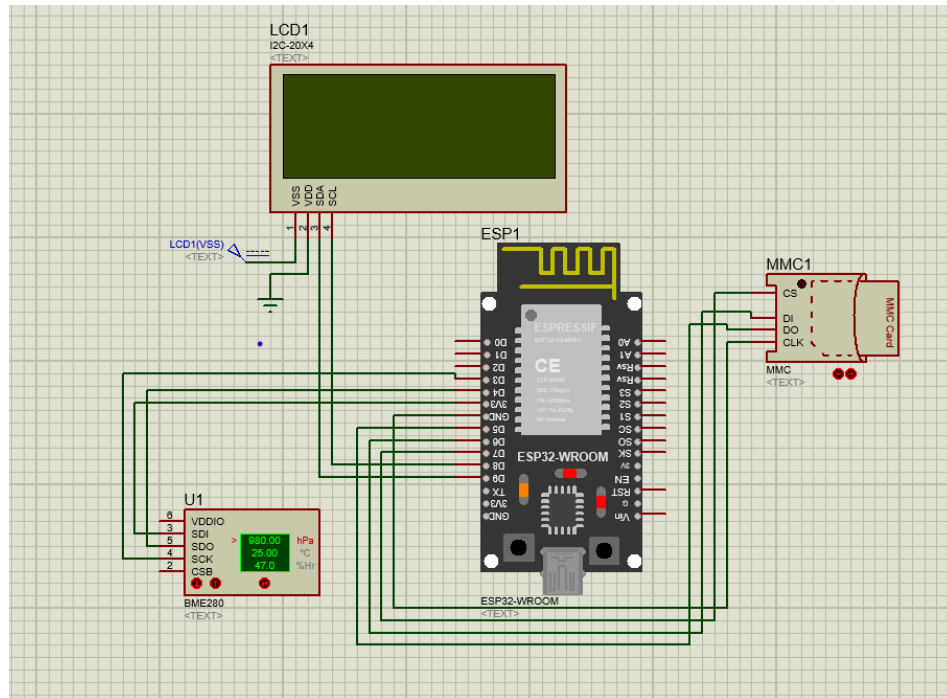 LCD1
I2C-20X4
<TEXT>
VSS
VDD
SDA
SCL
1
2
3
4
LCD1(VSS)
<TEXT>
ESP1
ESPRESSIF
CE
D0
D1
D2
D3
D4
3V3
GND
D5
D6
D7
D8
D9
TX
3V3
GND
A0
A1
Rsv
Rsv
S3
S2
S1
SC
SO
SK
3V
EN
RST
G
Vin
ESP32-WROOM
ESP32-WROOM
<TEXT>
MMC1
CS
DI
DO
CLK
MMC Card
MMC
<TEXT>
U1
6 VDDIO
3 SDI
5 SDO
4 SCK
2 CSB
> 980.00 hPa
25.00 °C
47.0 %Hr
BME280
<TEXT>